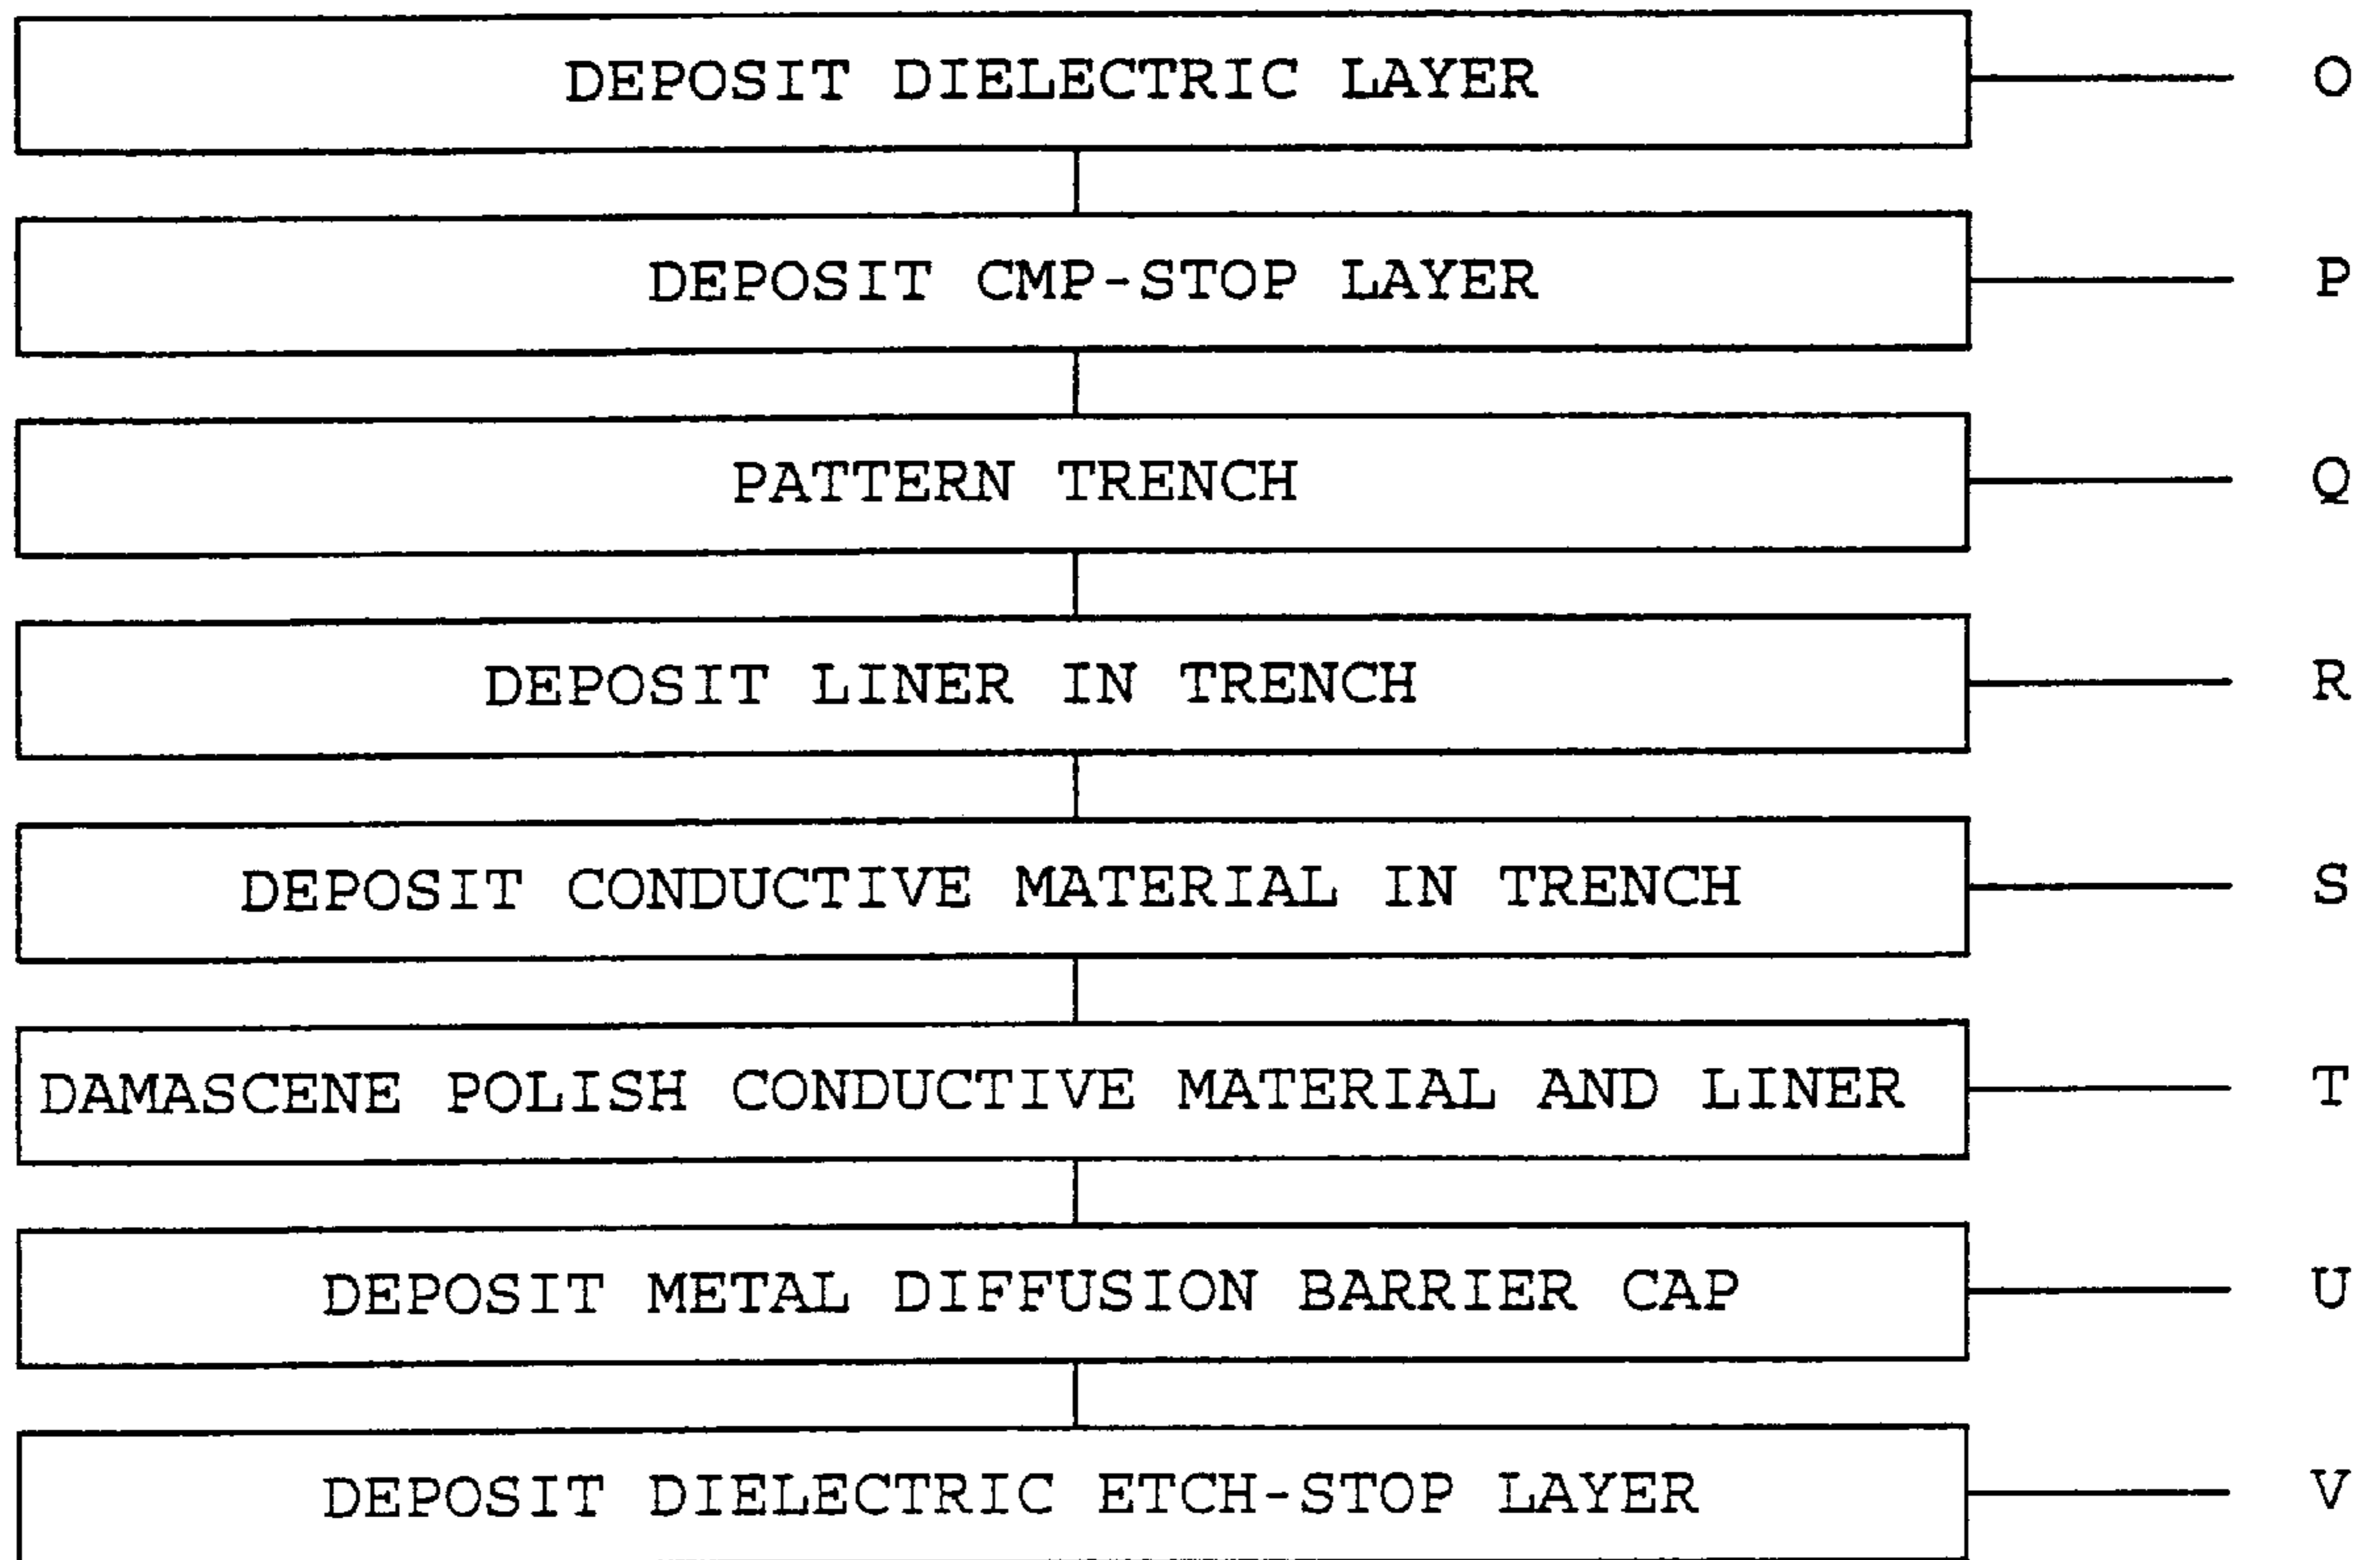 DEPOSIT DIELECTRIC LAYER O
DEPOSIT CMP-STOP LAYER P
PATTERN TRENCH Q
DEPOSIT LINER IN TRENCH R
DEPOSIT CONDUCTIVE MATERIAL IN TRENCH S
DAMASCENE POLISH CONDUCTIVE MATERIAL AND LINER T
DEPOSIT METAL DIFFUSION BARRIER CAP U
DEPOSIT DIELECTRIC ETCH-STOP LAYER V